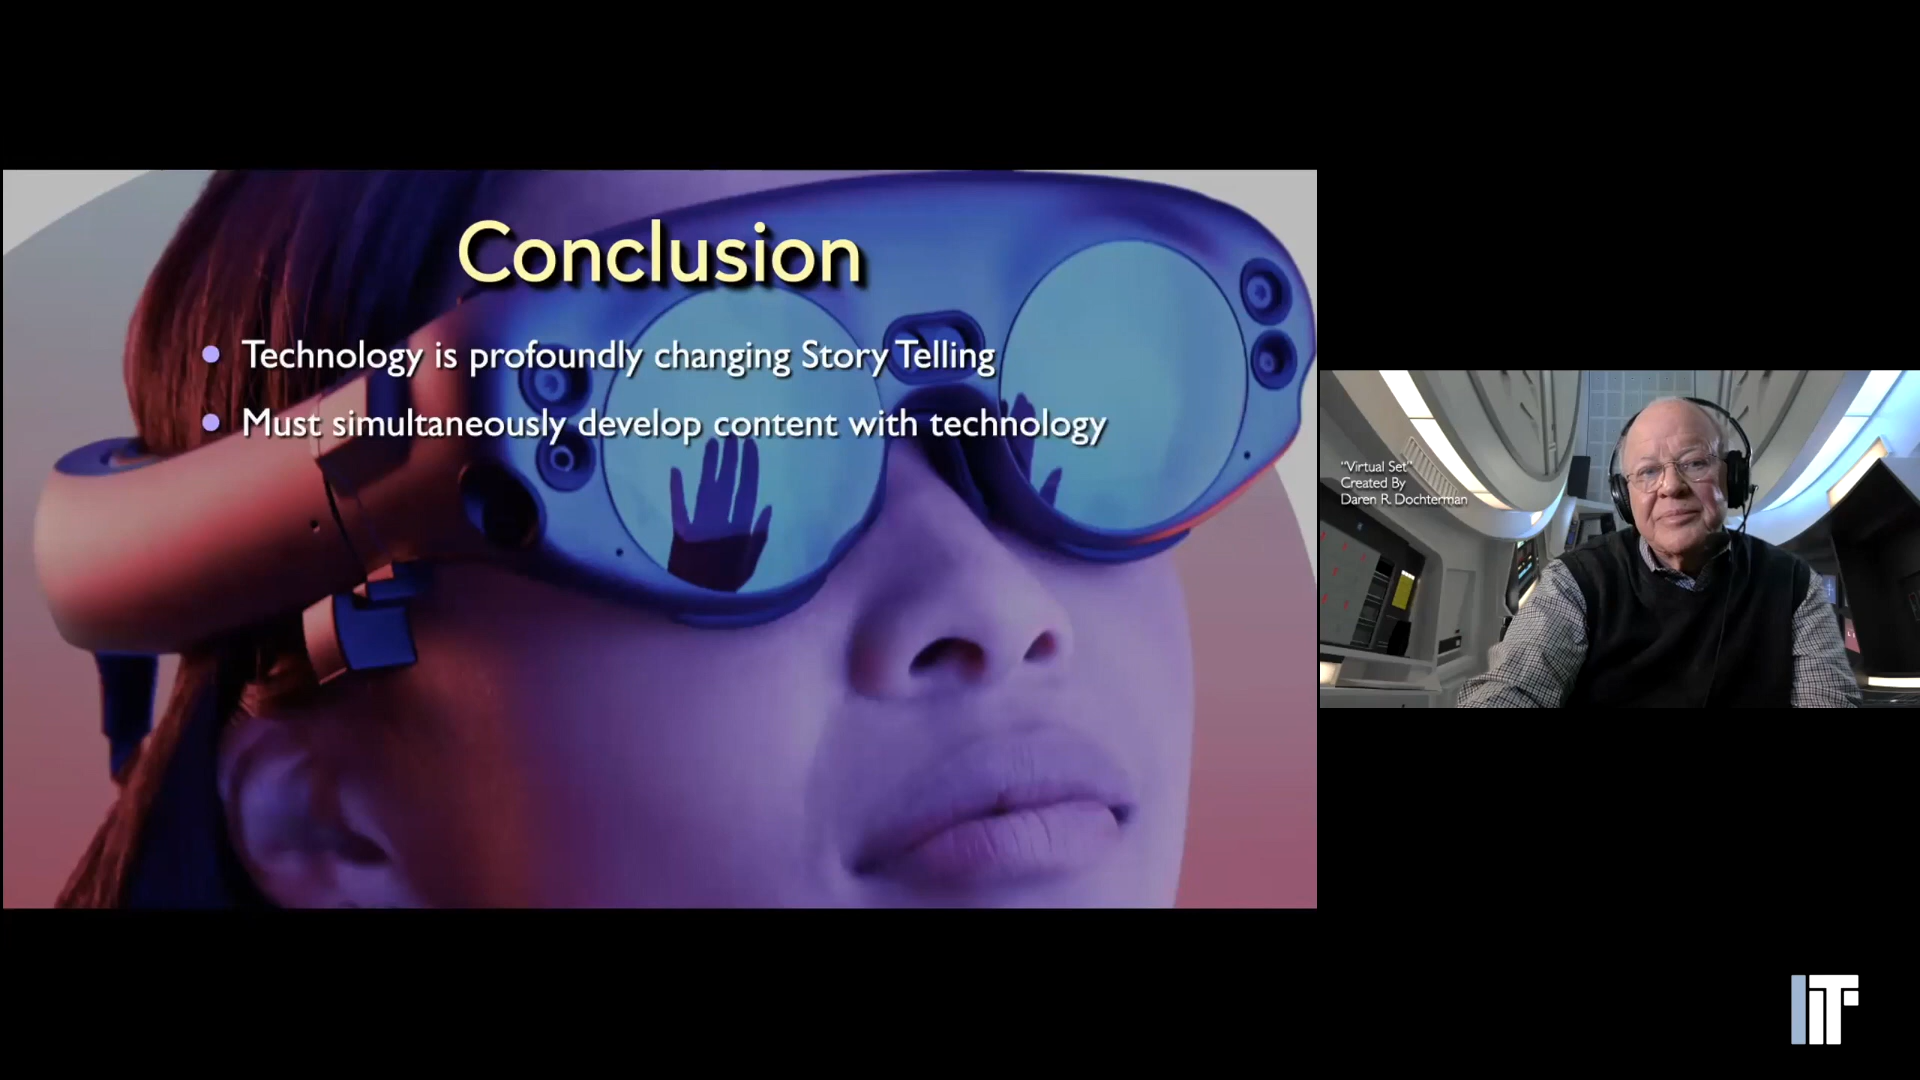 Conclusion
Technology is profoundly changing Story Telling
Must simultaneously develop content with technology
"Virtual Set"
Created By
Daren R. Dochterman
IITF